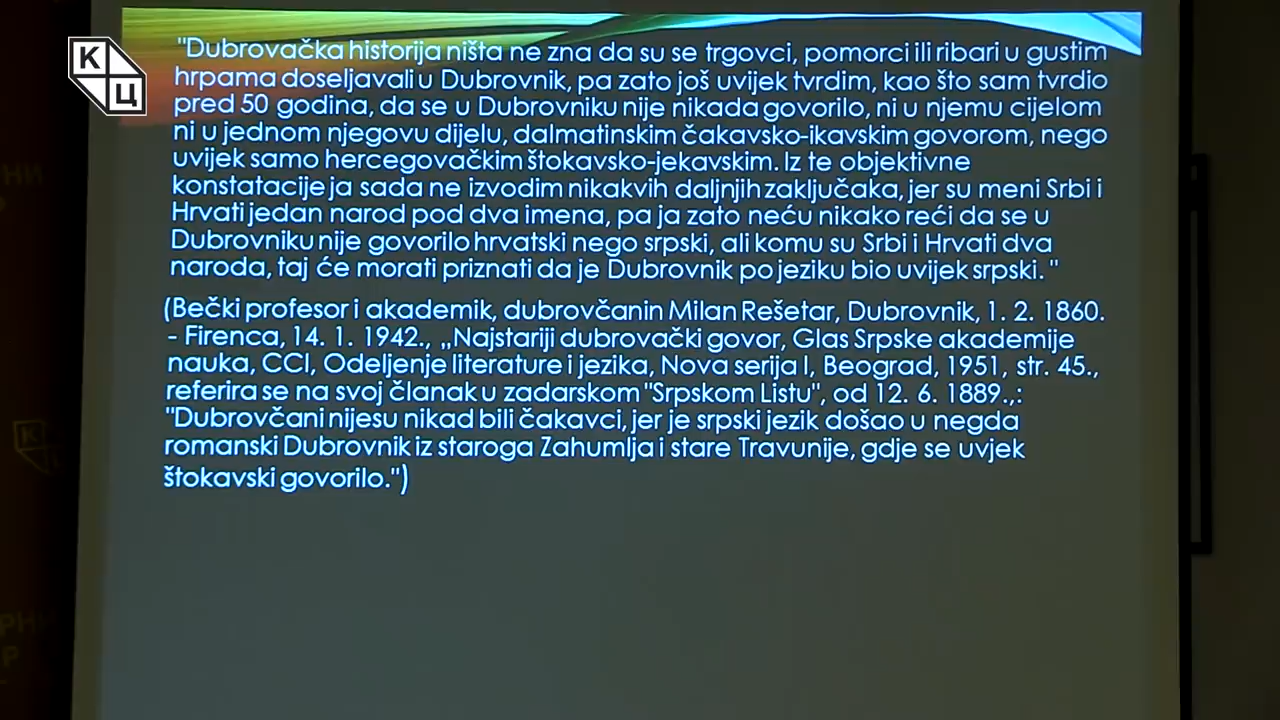 К
Ц
"Dubrovačka historija ništa ne zna da su se trgovci, pomorci ili ribari u gustim
hrpama doseljavali u Dubrovnik, pa zato još uvijek tvrdim, kao što sam tvrdio
pred 50 godina, da se u Dubrovniku nije nikada govorilo, ni u njemu cijelom
ni u jednom njegovu dijelu, dalmatinskim čakavsko-ikavskim govorom, nego
uvijek samo hercegovačkim štokavsko-jekavskim. Iz te objektivne
konstatacije ja sada ne izvodim nikakvih daljnjih zaključaka, jer su meni Srbi i
Hrvati jedan narod pod dva imena, pa ja zato neću nikako reći da se u
Dubrovniku nije govorilo hrvatski nego srpski, ali komu su Srbi i Hrvati dva
naroda, taj će morati priznati da je Dubrovnik po jeziku bio uvijek srpski. "
(Bečki profesor i akademik, dubrovčanin Milan Rešetar, Dubrovnik, 1. 2. 1860.
- Firenca, 14. 1. 1942., „Najstariji dubrovački govor, Glas Srpske akademije
nauka, CCI, Odeljenje literature i jezika, Nova serija I, Beograd, 1951, str. 45.,
referira se na svoj članak u zadarskom "Srpskom Listu", od 12. 6. 1889.,:
"Dubrovčani nijesu nikad bili čakavci, jer je srpski jezik došao u negda
romanski Dubrovnik iz staroga Zahumlja i stare Travunije, gdje se uvjek
štokavski govorilo.")